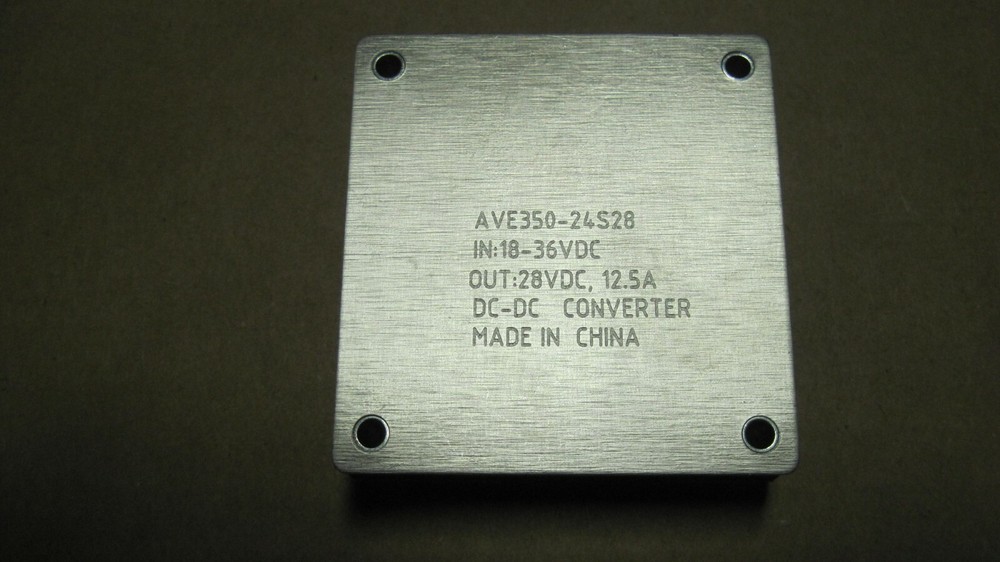 AVE350-24S28
IN:18-36VDC
OUT:28VDC, 12.5A
DC-DC CONVERTER
MADE IN CHINA